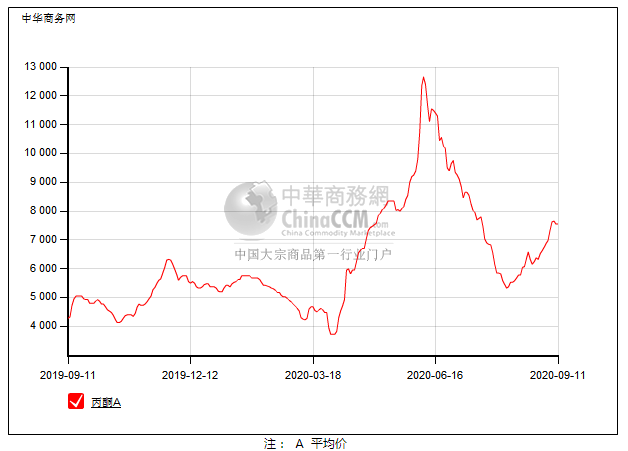 中华商务网
13 000
12 000
11 000
10 000
9 000
8 000
7 000
6 000
5 000
4 000
中華商務網
ChinaCCM.com
China Commodity Marketplace
中国大宗商品第一行业门户
2019-09-11 2019-12-12 2020-03-18 2020-06-16 2020-09-11
丙酮A
注： A 平均价